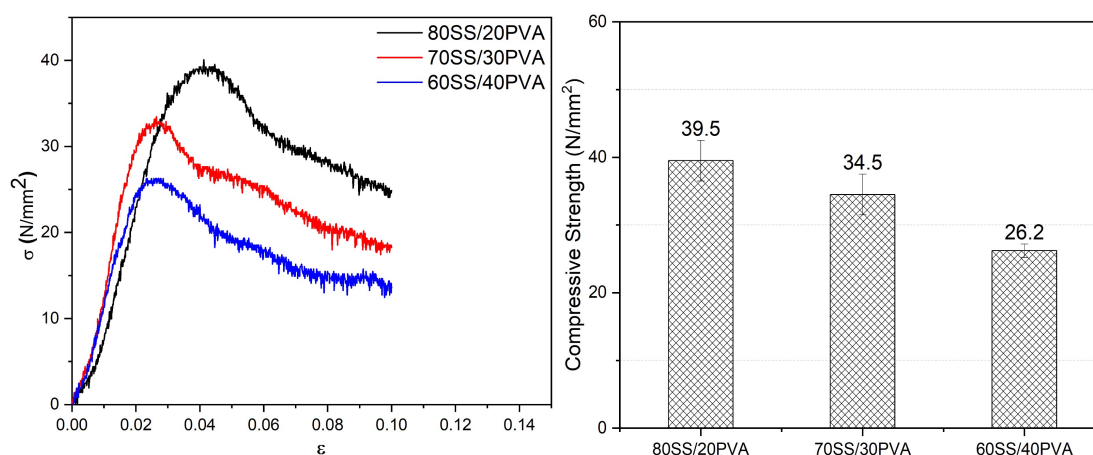 80SS/20PVA
70SS/30PVA
60SS/40PVA
40
30
20
10
0
σ (N/mm²)
0.00 0.02 0.04 0.06 0.08 0.10 0.12 0.14
ε
60
40
20
0
Compressive Strength (N/mm²)
39.5
34.5
26.2
80SS/20PVA 70SS/30PVA 60SS/40PVA